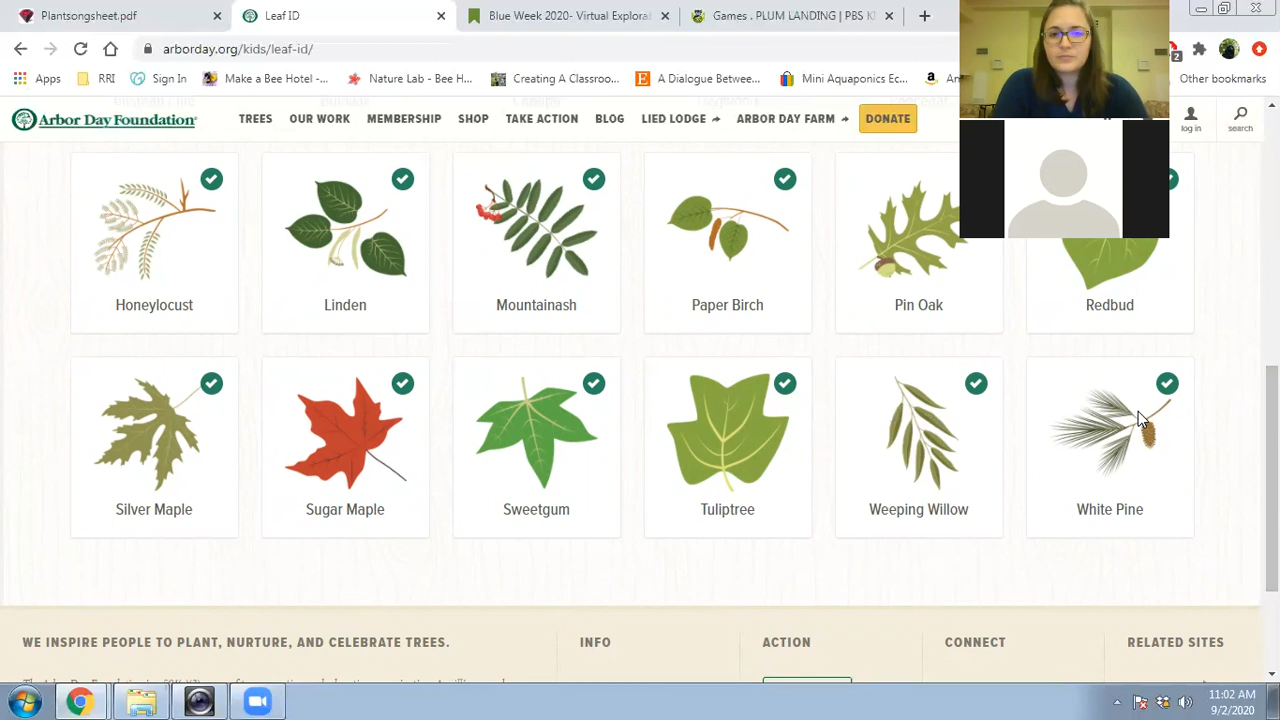 Plantsongsheet.pdf
Leaf ID
Blue Week 2020- Virtual Explorat
Games . PLUM LANDING | PBS KI
arborday.org/kids/leaf-id/
2
Apps
RRI
Sign In
Make a Bee Hotel -...
Nature Lab - Bee H...
Creating A Classroo...
A Dialogue Betwee...
Mini Aquaponics Ec...
Am
Other bookmarks
Arbor Day Foundation
TREES
OUR WORK
MEMBERSHIP
SHOP
TAKE ACTION
BLOG
LIED LODGE
ARBOR DAY FARM
DONATE
log in
search
Honeylocust
Linden
Mountainash
Paper Birch
Pin Oak
Redbud
Silver Maple
Sugar Maple
Sweetgum
Tuliptree
Weeping Willow
White Pine
WE INSPIRE PEOPLE TO PLANT, NURTURE, AND CELEBRATE TREES.
INFO
ACTION
CONNECT
RELATED SITES
11:02 AM
9/2/2020